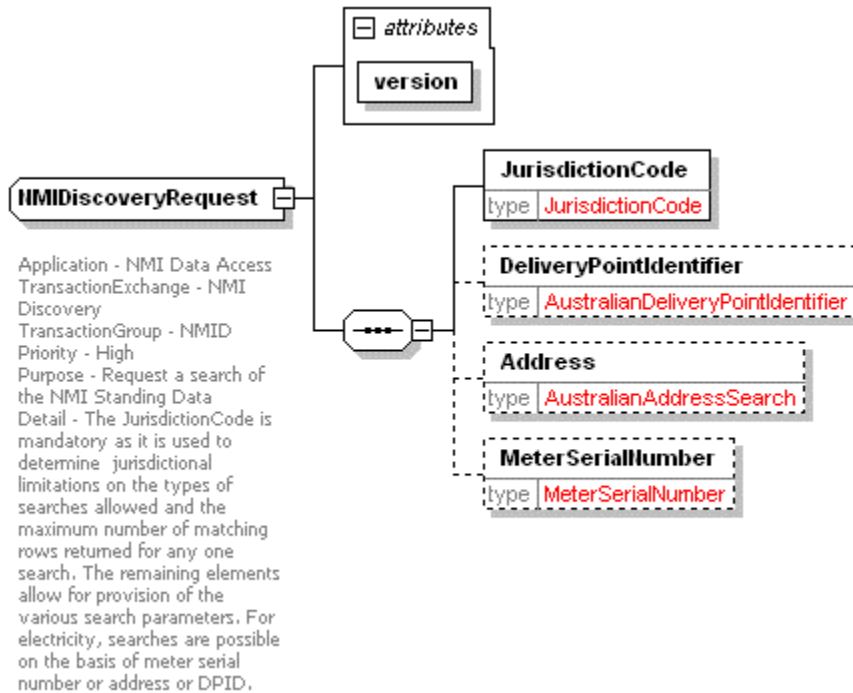 attributes
version
NMIDiscoveryRequest
Application - NMI Data Access
TransactionExchange - NMI
Discovery
TransactionGroup - NMID
Priority - High
Purpose - Request a search of
the NMI Standing Data
Detail - The JurisdictionCode is
mandatory as it is used to
determine  jurisdictional
limitations on the types of
searches allowed and the
maximum number of matching
rows returned for any one
search. The remaining elements
allow for provision of the
various search parameters. For
electricity, searches are possible
on the basis of meter serial
number or address or DPID.
JurisdictionCode
type JurisdictionCode
DeliveryPointIdentifier
type AustralianDeliveryPointIdentifier
Address
type AustralianAddressSearch
MeterSerialNumber
type MeterSerialNumber